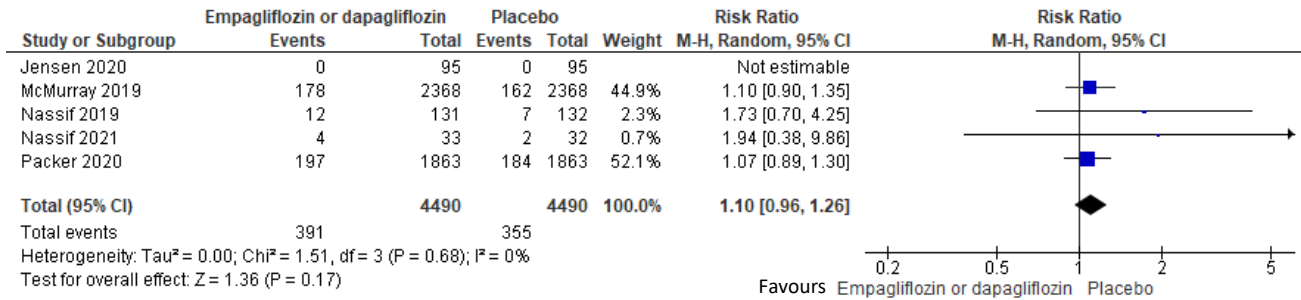 Empagliflozin or dapagliflozin Placebo Risk Ratio Risk Ratio
Study or Subgroup Events Total Events Total Weight M-H, Random, 95% CI M-H, Random, 95% CI
Jensen 2020 0 95 0 95 Not estimable
McMurray 2019 178 2368 162 2368 44.9% 1.10 [0.90, 1.35]
Nassif 2019 12 131 7 132 2.3% 1.73 [0.70, 4.25]
Nassif 2021 4 33 2 32 0.7% 1.94 [0.38, 9.86]
Packer 2020 197 1863 184 1863 52.1% 1.07 [0.89, 1.30]
Total (95% CI) 4490 4490 100.0% 1.10 [0.96, 1.26]
Total events 391 355
Heterogeneity: Tau² = 0.00; Chi² = 1.51, df = 3 (P = 0.68); I² = 0%
Test for overall effect: Z = 1.36 (P = 0.17)
0.2 0.5 1 2 5
Favours Empagliflozin or dapagliflozin Placebo